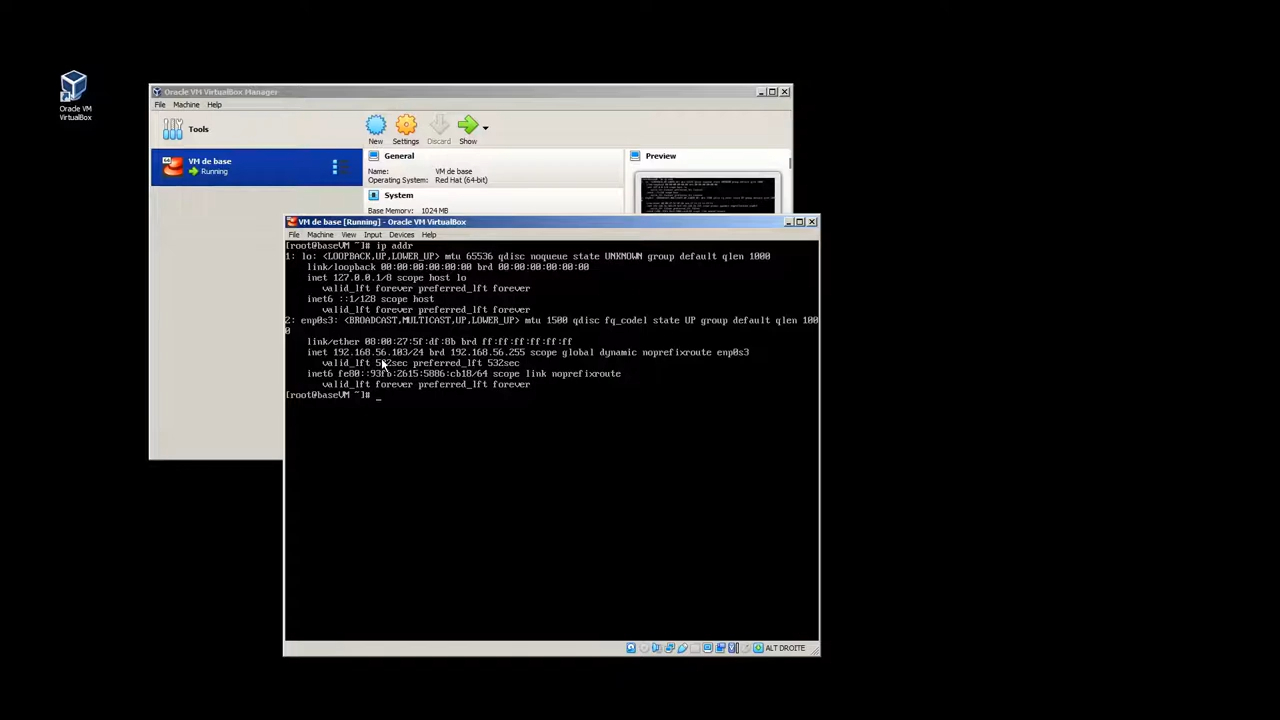 Oracle VM
VirtualBox
Oracle VM VirtualBox Manager
File Machine Help
Tools
New Settings Discard Show
VM de base
Running
General
Name: VM de base
Operating System: Red Hat (64-bit)
System
Base Memory: 1024 MB
Preview
VM de base [Running] - Oracle VM VirtualBox
File Machine View Input Devices Help
[root@baseVM ~]# ip addr
1: lo: <LOOPBACK,UP,LOWER_UP> mtu 65536 qdisc noqueue state UNKNOWN group default qlen 1000
link/loopback 00:00:00:00:00:00 brd 00:00:00:00:00:00
inet 127.0.0.1/8 scope host lo
valid_lft forever preferred_lft forever
inet6 ::1/128 scope host
valid_lft forever preferred_lft forever
2: enp0s3: <BROADCAST,MULTICAST,UP,LOWER_UP> mtu 1500 qdisc fq_codel state UP group default qlen 100
0
link/ether 08:00:27:5f:df:8b brd ff:ff:ff:ff:ff:ff
inet 192.168.56.103/24 brd 192.168.56.255 scope global dynamic noprefixroute enp0s3
valid_lft 532sec preferred_lft 532sec
inet6 scope link noprefixroute
valid_lft forever preferred_lft forever
[root@baseVM ~]# _
ALT DROITE